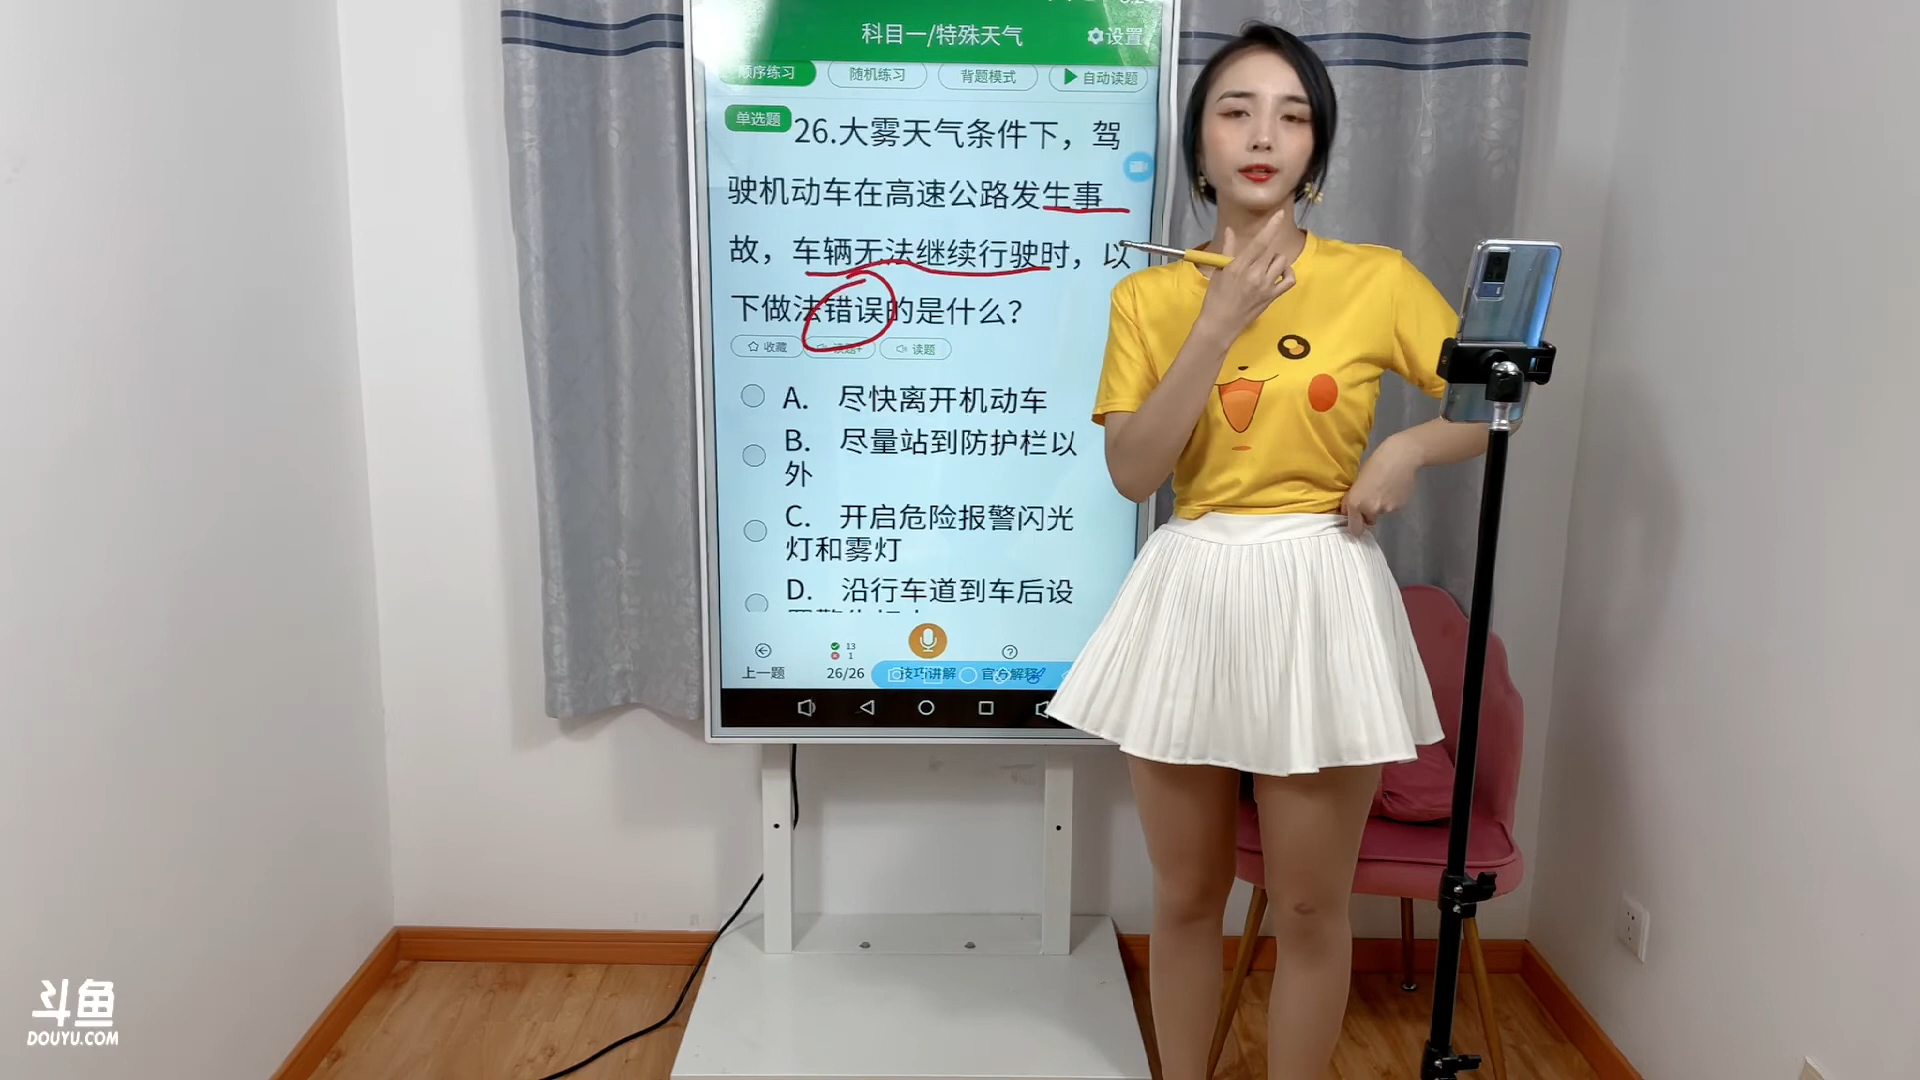 科目一/特殊天气
设置
顺序练习
随机练习
背题模式
自动读题
单选题
26.大雾天气条件下，驾
驶机动车在高速公路发生事
故，车辆无法继续行驶时，以
下做法错误的是什么？
收藏
读题+
读题
A. 尽快离开机动车
B. 尽量站到防护栏以
外
C. 开启危险报警闪光
灯和雾灯
D. 沿行车道到车后设
13
1
上一题
26/26
技巧讲解
官方解释
斗鱼
DOUYU.COM